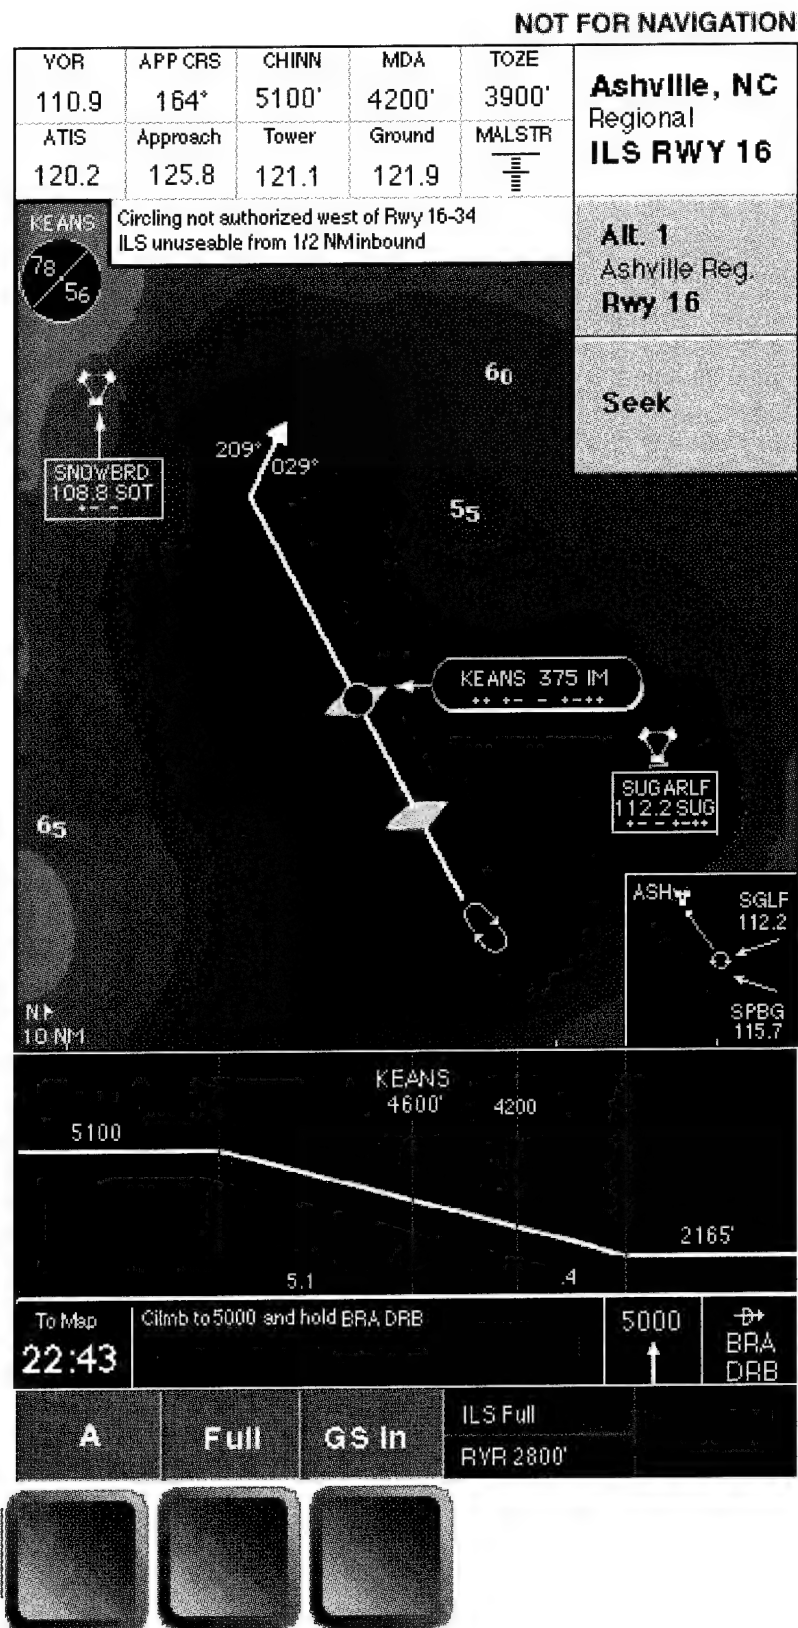 NOT FOR NAVIGATION
VOR APP CRS CHINN MDA TOZE
110.9 164° 5100' 4200' 3900'
ATIS Approach Tower Ground MALSTR
120.2 125.8 121.1 121.9
Ashville, NC
Regional
ILS RWY 16
Circling not authorized west of Rwy 16-34
ILS unuseable from 1/2 NM inbound
KEANS
78
56
Alt. 1
Ashville Reg.
Rwy 16
Seek
60
SNOWBRD
108.8 SOT
209°
029°
55
KEANS 375 IM
SUGARLF
112.2 SUG
65
ASH
SGLF
112.2
SPBG
115.7
N
10 NM
KEANS
4600'
4200
5100
2165'
5.1
.4
To Map
22:43
Climb to 5000 and hold BRA DRB
5000
D
BRA
DRB
A
Full
GS In
ILS Full
RVR 2800'